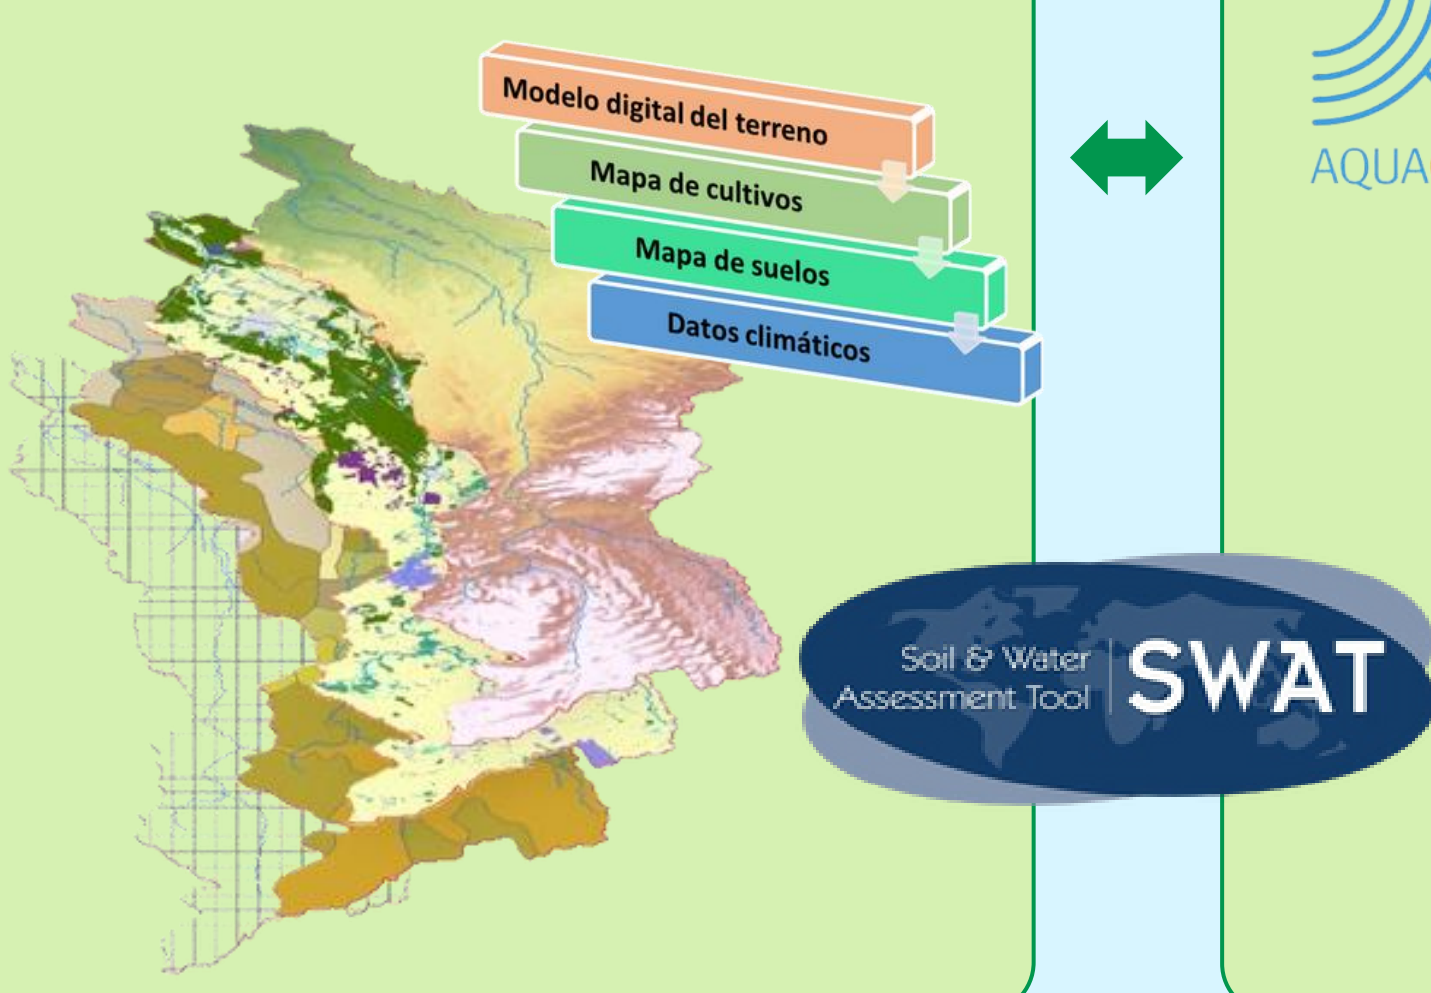 Modelo digital del terreno
Mapa de cultivos
Mapa de suelos
Datos climáticos
AQUA
Soil & Water
Assessment Tool
SWAT